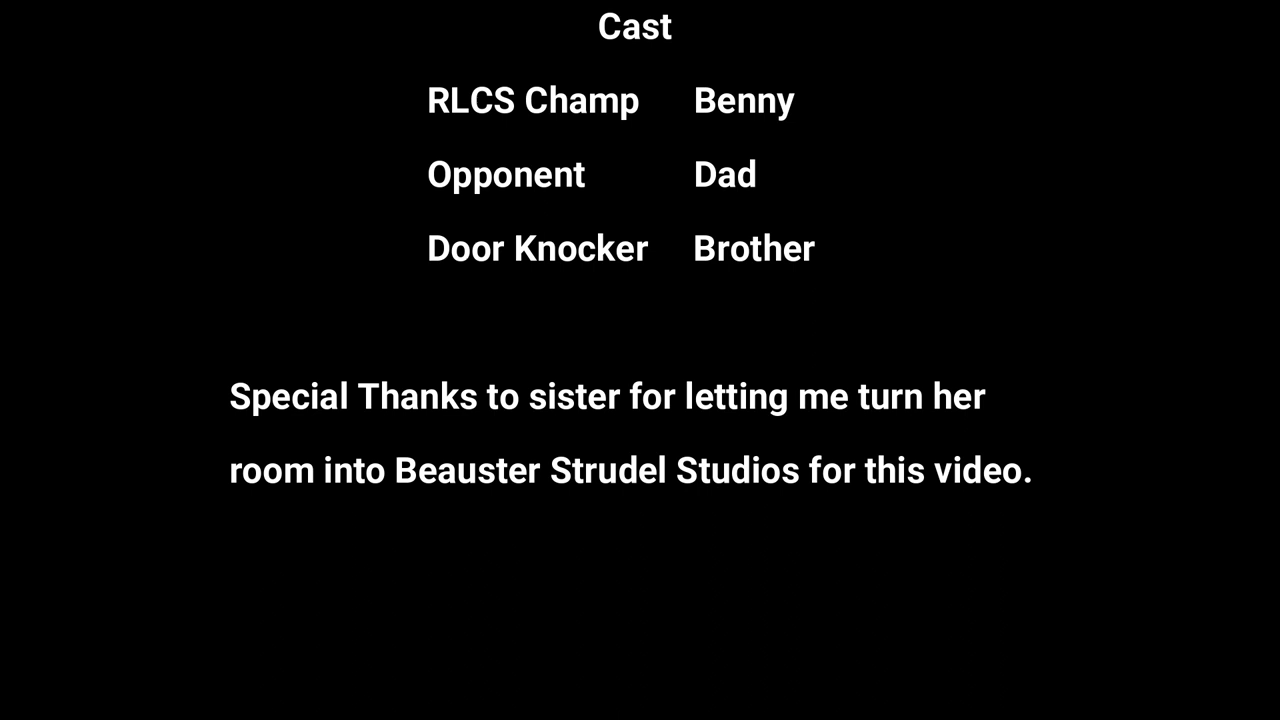 Cast
RLCS Champ Benny
Opponent Dad
Door Knocker Brother
Special Thanks to sister for letting me turn her
room into Beauster Strudel Studios for this video.